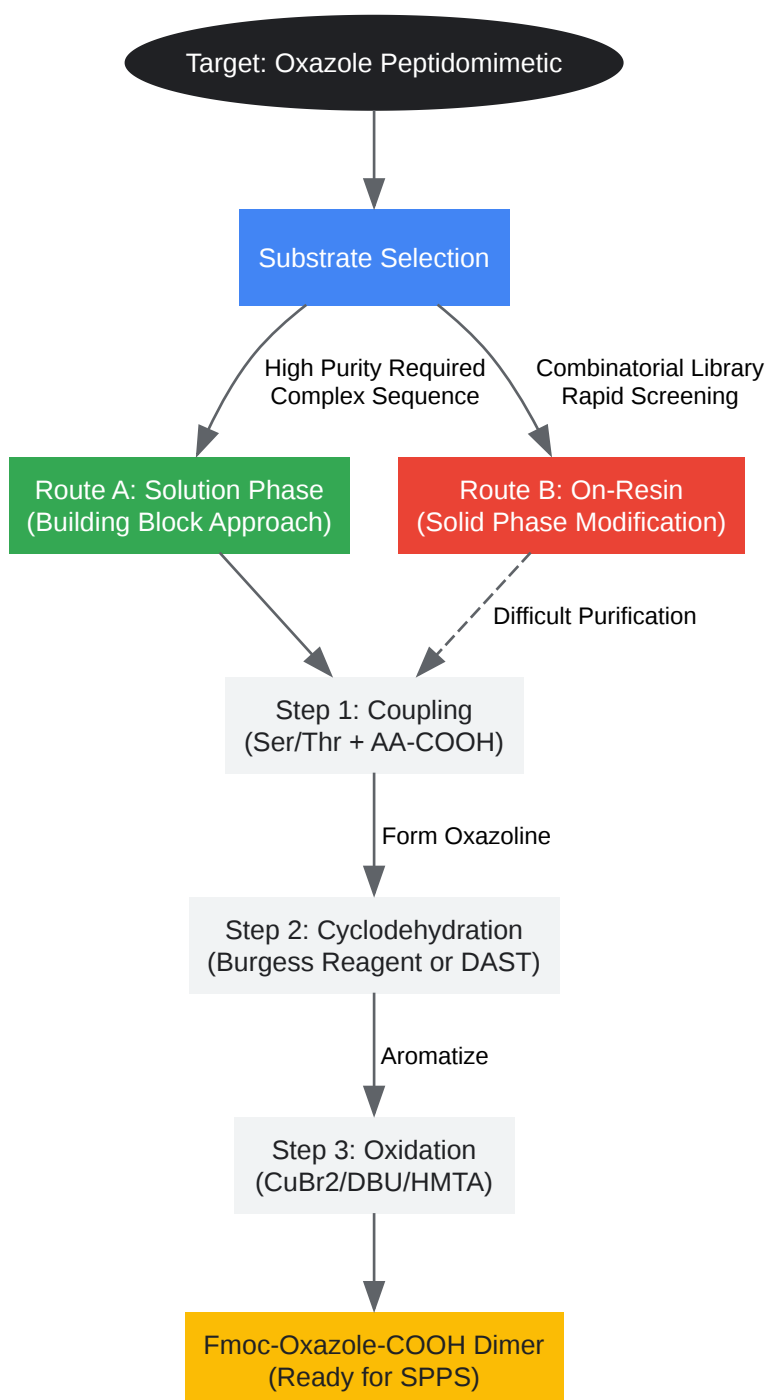 Target: Oxazole Peptidomimetic
Substrate Selection
High Purity Required
Complex Sequence
Combinatorial Library
Rapid Screening
Route A: Solution Phase
(Building Block Approach)
Route B: On-Resin
(Solid Phase Modification)
Difficult Purification
Step 1: Coupling
(Ser/Thr + AA-COOH)
Form Oxazoline
Step 2: Cyclodehydration
(Burgess Reagent or DAST)
Aromatize
Step 3: Oxidation
(CuBr2/DBU/HMTA)
Fmoc-Oxazole-COOH Dimer
(Ready for SPPS)